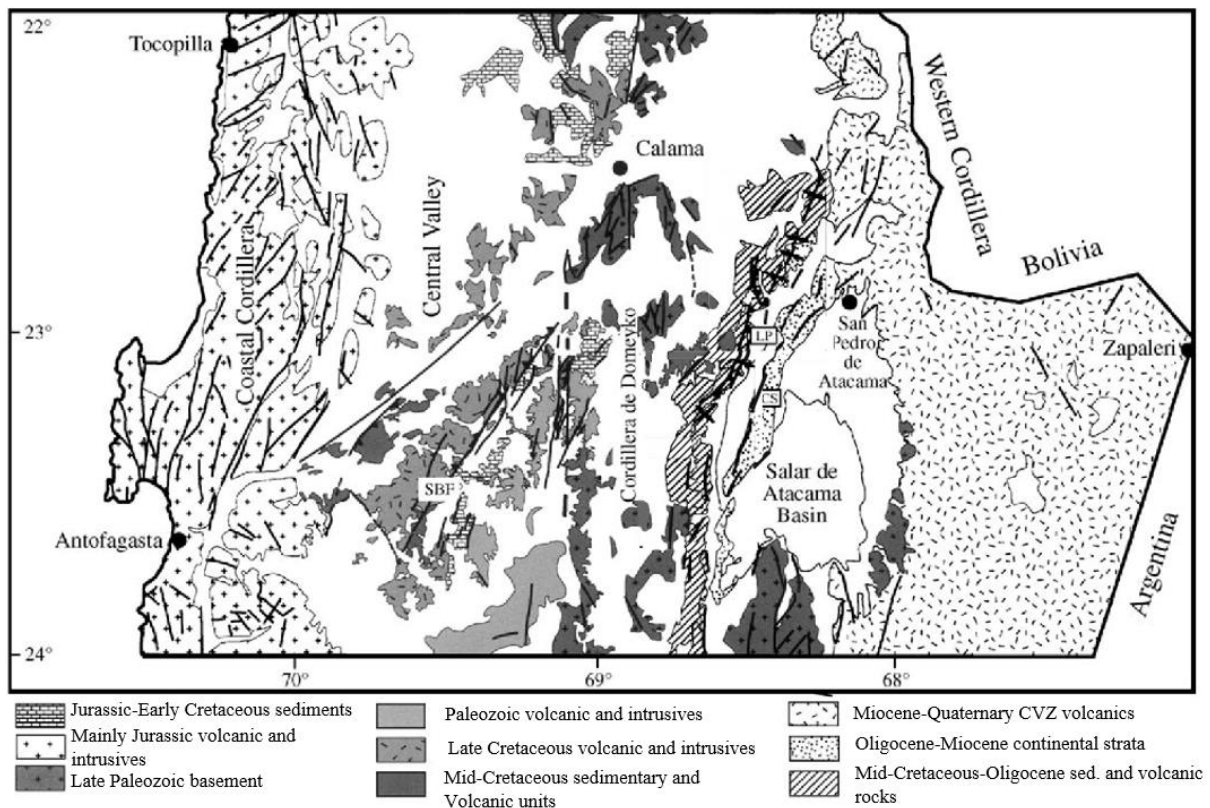 22°
Tocopilla
Calama
Western Cordillera
Coastal Cordillera
Central Valley
Bolivia
23°
LP
San
Pedro
de
Atacama
Zapaleri
CS
Cordillera de Domeyko
SBF
Salar de
Atacama
Basin
Antofagasta
Argentina
24°
70°
69°
68°
Jurassic-Early Cretaceous sediments
Mainly Jurassic volcanic and
intrusives
Late Paleozoic basement
Paleozoic volcanic and intrusives
Late Cretaceous volcanic and intrusives
Mid-Cretaceous sedimentary and
Volcanic units
Miocene-Quaternary CVZ volcanics
Oligocene-Miocene continental strata
Mid-Cretaceous-Oligocene sed. and volcanic
rocks